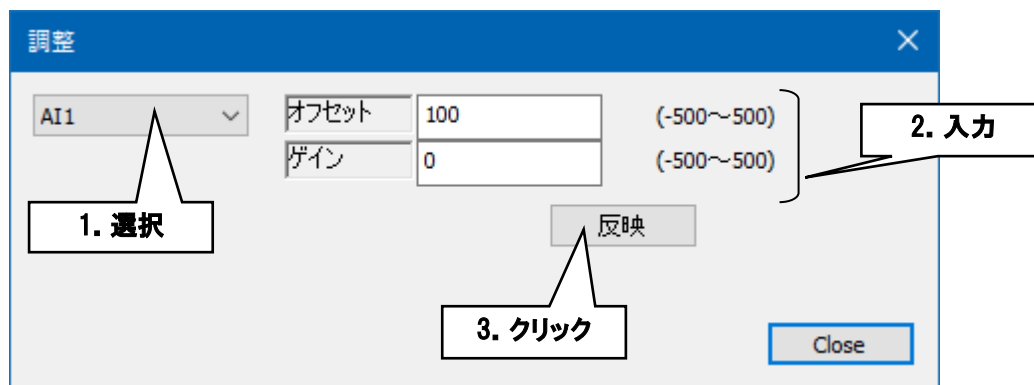 調整
AI1
オフセット 100 (-500～500)
2. 入力
ゲイン 0 (-500～500)
1. 選択
反映
3. クリック
Close